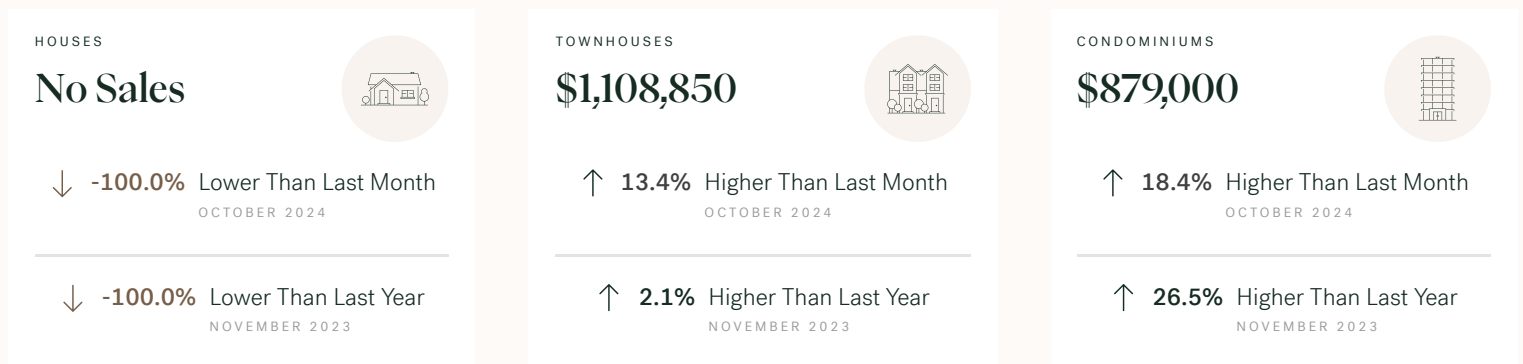 HOUSES
No Sales
-100.0% Lower Than Last Month
OCTOBER 2024
-100.0% Lower Than Last Year
NOVEMBER 2023
TOWNHOUSES
$1,108,850
13.4% Higher Than Last Month
OCTOBER 2024
2.1% Higher Than Last Year
NOVEMBER 2023
CONDOMINIUMS
$879,000
18.4% Higher Than Last Month
OCTOBER 2024
26.5% Higher Than Last Year
NOVEMBER 2023